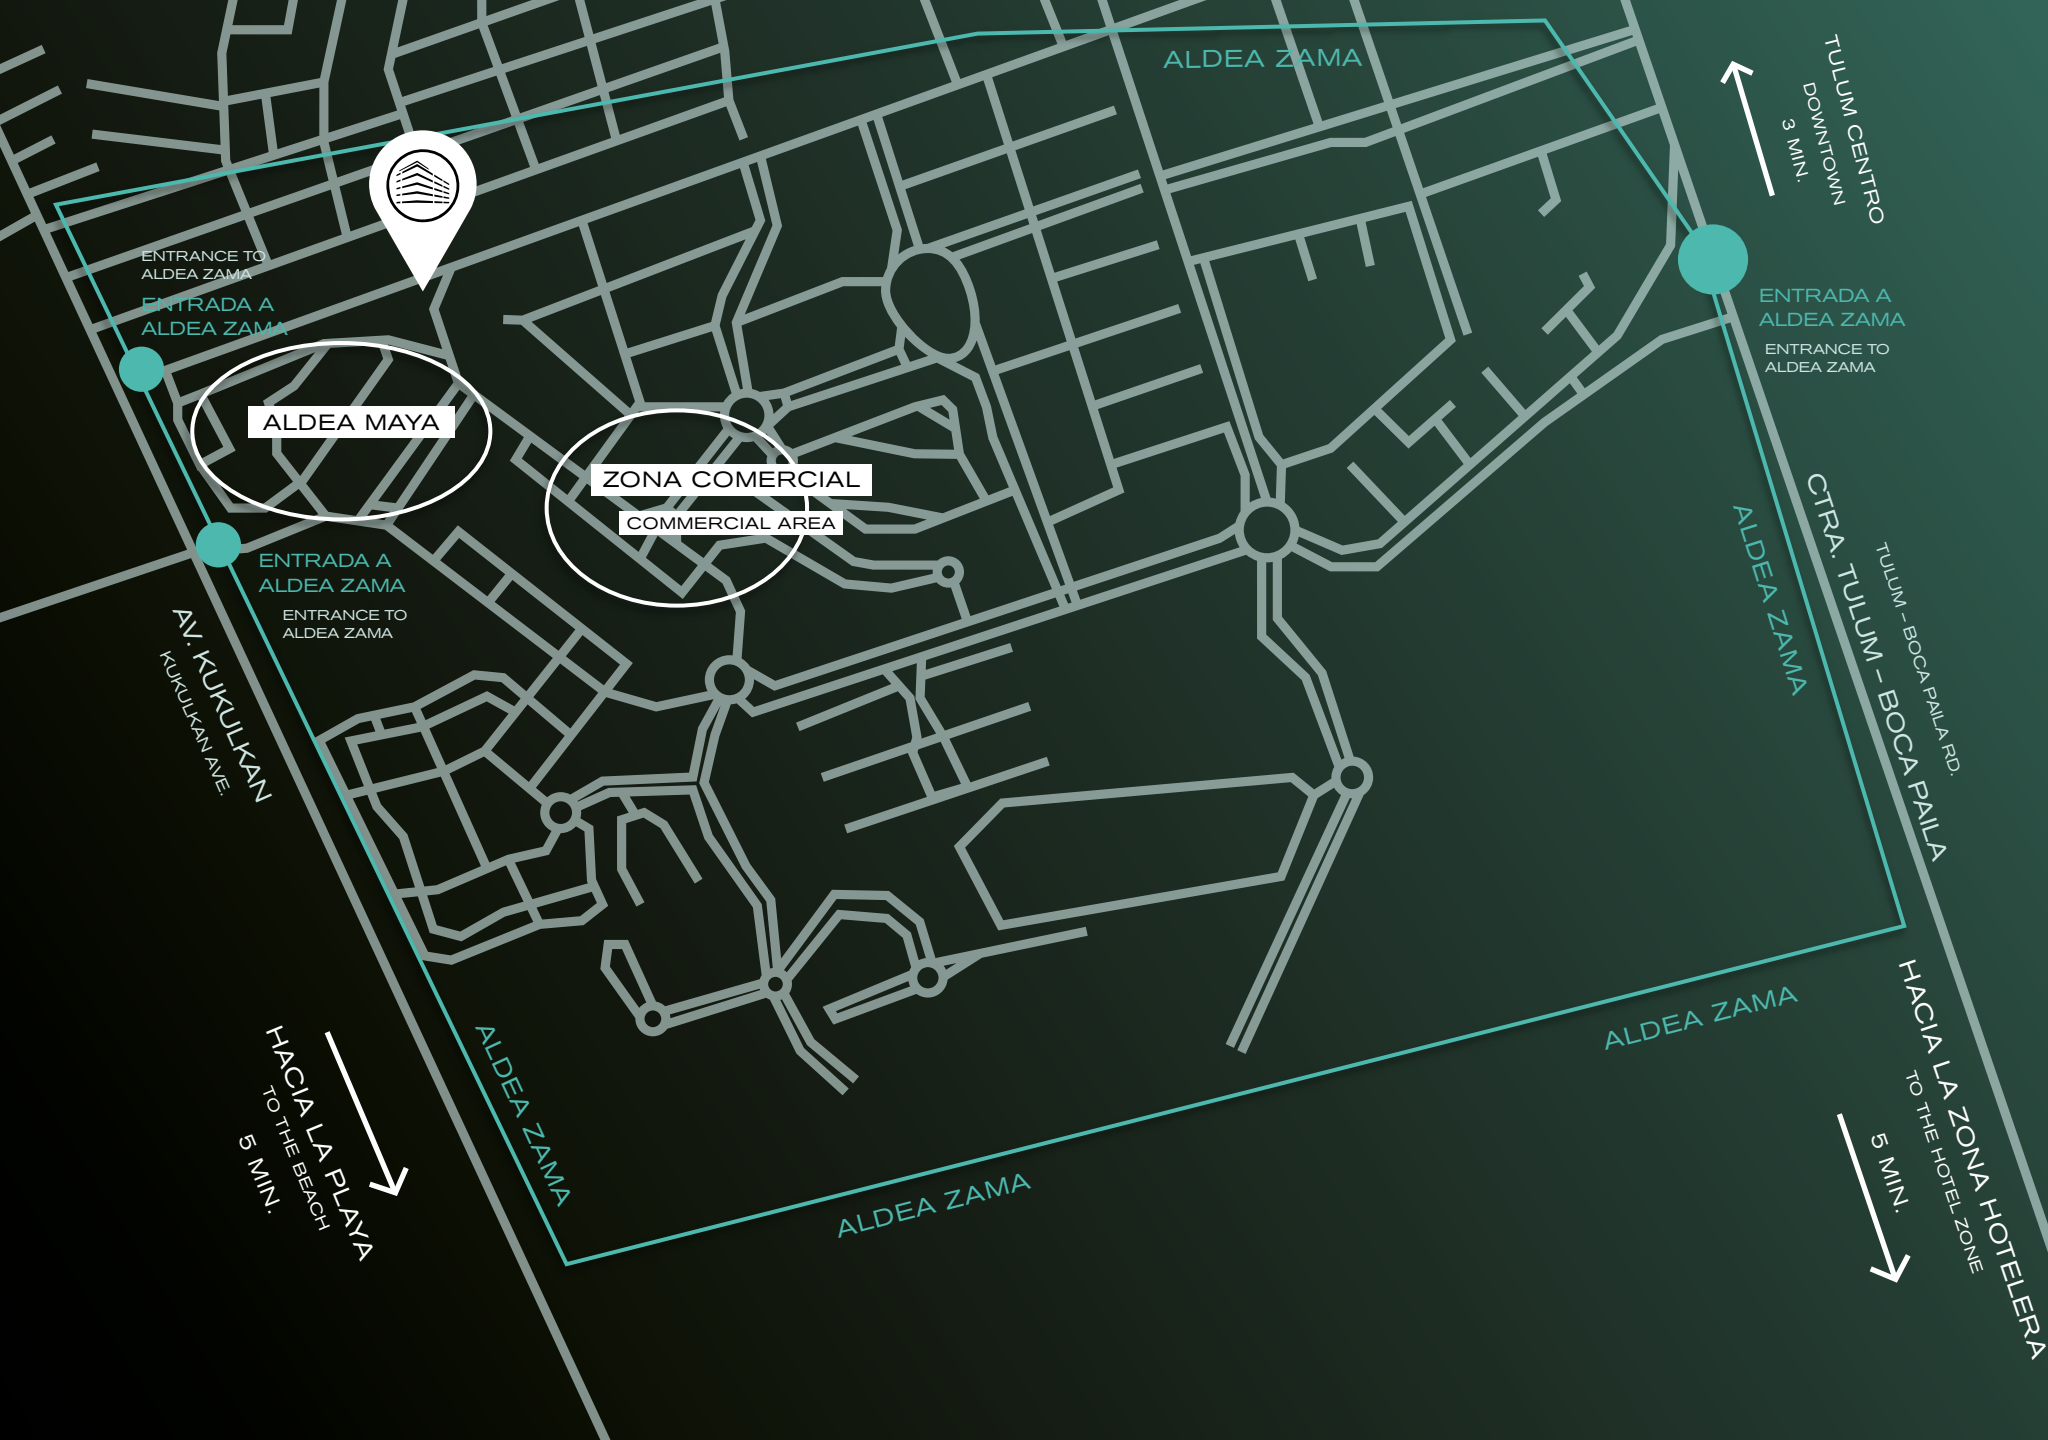 ALDEA ZAMA
TULUM CENTRO
DOWNTOWN
3 MIN.
ENTRANCE TO
ALDEA ZAMA
ENTRADA A
ALDEA ZAMA
ENTRADA A
ALDEA ZAMA
ENTRANCE TO
ALDEA ZAMA
ALDEA MAYA
ZONA COMERCIAL
COMMERCIAL AREA
ENTRADA A
ALDEA ZAMA
ENTRANCE TO
ALDEA ZAMA
AV. KUKULKAN
KUKULKAN AVE.
ALDEA ZAMA
CTRA. TULUM – BOCA PAILA
TULUM – BOCA PAILA RD.
HACIA LA PLAYA
TO THE BEACH
5 MIN.
ALDEA ZAMA
ALDEA ZAMA
ALDEA ZAMA
HACIA LA ZONA HOTELERA
TO THE HOTEL ZONE
5 MIN.